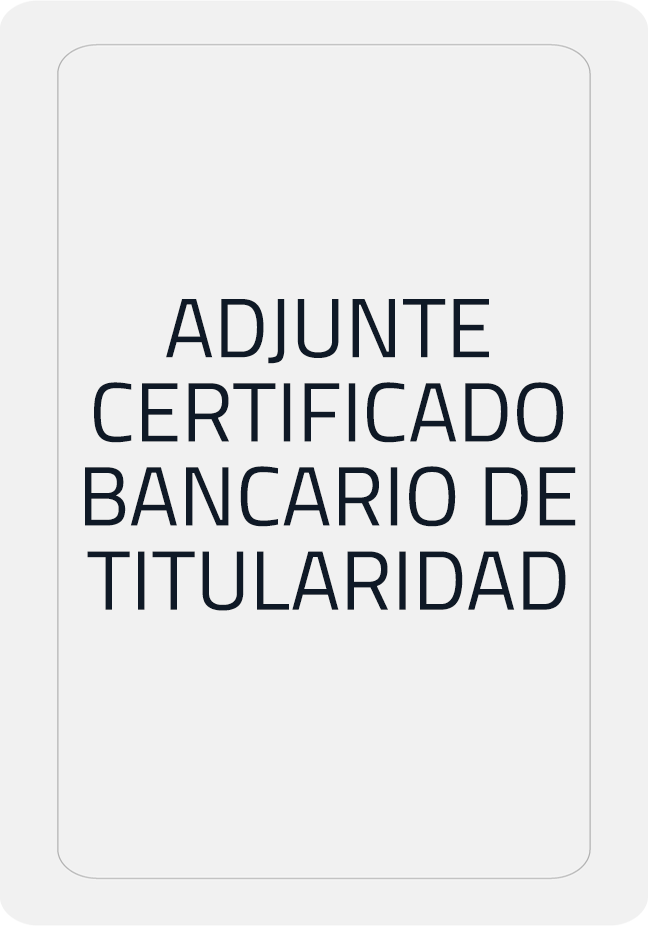 ADJUNTE
CERTIFICADO
BANCARIO DE
TITULARIDAD